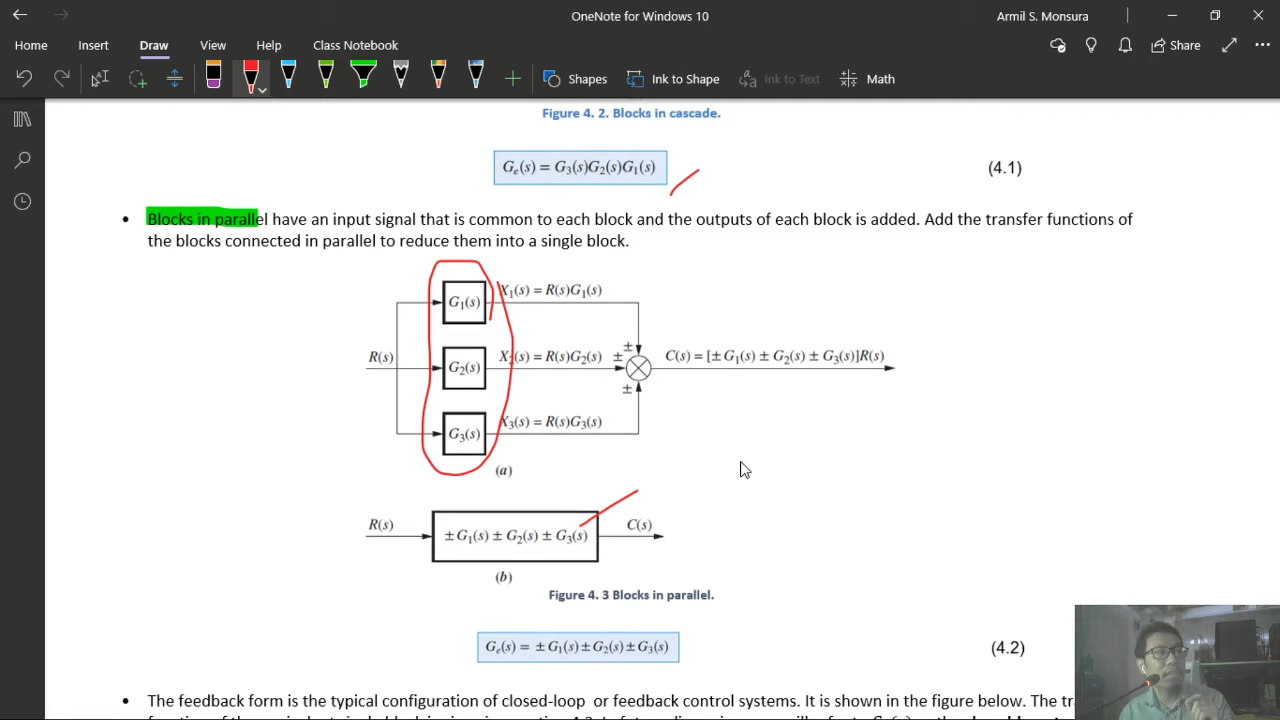 OneNote for Windows 10
Armil S. Monsura
Home Insert Draw View Help Class Notebook
Share
Shapes Ink to Shape Ink to Text Math
Figure 4. 2. Blocks in cascade.
Gₑ(s) = G₃(s)G₂(s)G₁(s) (4.1)
• Blocks in parallel have an input signal that is common to each block and the outputs of each block is added. Add the transfer functions of
the blocks connected in parallel to reduce them into a single block.
G₁(s) X₁(s) = R(s)G₁(s)
±
R(s) G₂(s) X₂(s) = R(s)G₂(s) ± C(s) = [± G₁(s) ± G₂(s) ± G₃(s)]R(s)
±
G₃(s) X₃(s) = R(s)G₃(s)
(a)
R(s) ± G₁(s) ± G₂(s) ± G₃(s) C(s)
(b)
Figure 4. 3 Blocks in parallel.
Gₑ(s) = ± G₁(s) ± G₂(s) ± G₃(s) (4.2)
• The feedback form is the typical configuration of closed-loop or feedback control systems. It is shown in the figure below. The